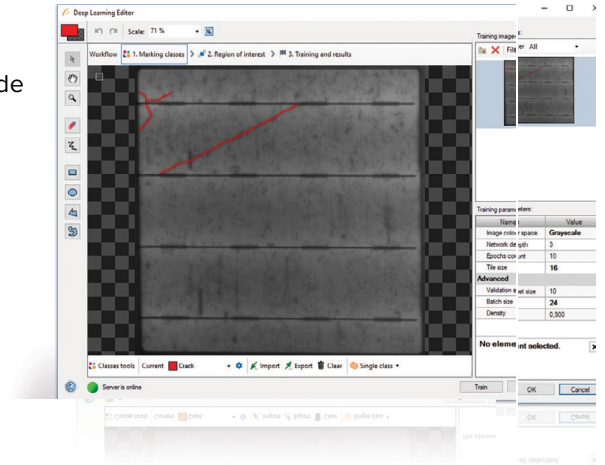 Deep Learning Editor
Scale: 71 %
Workflow 1. Marking classes > 2. Region of interest > 3. Training and results
Training images:
Filter All
de
Training parameters:
Name Value
Image color space Grayscale
Network depth 3
Epochs count 10
Tile size 16
Advanced
Validation set size 10
Batch size 24
Density 0,500
No element selected.
Classes tools Current Crack Import Export Clear Single class
Server is online
Train OK Cancel